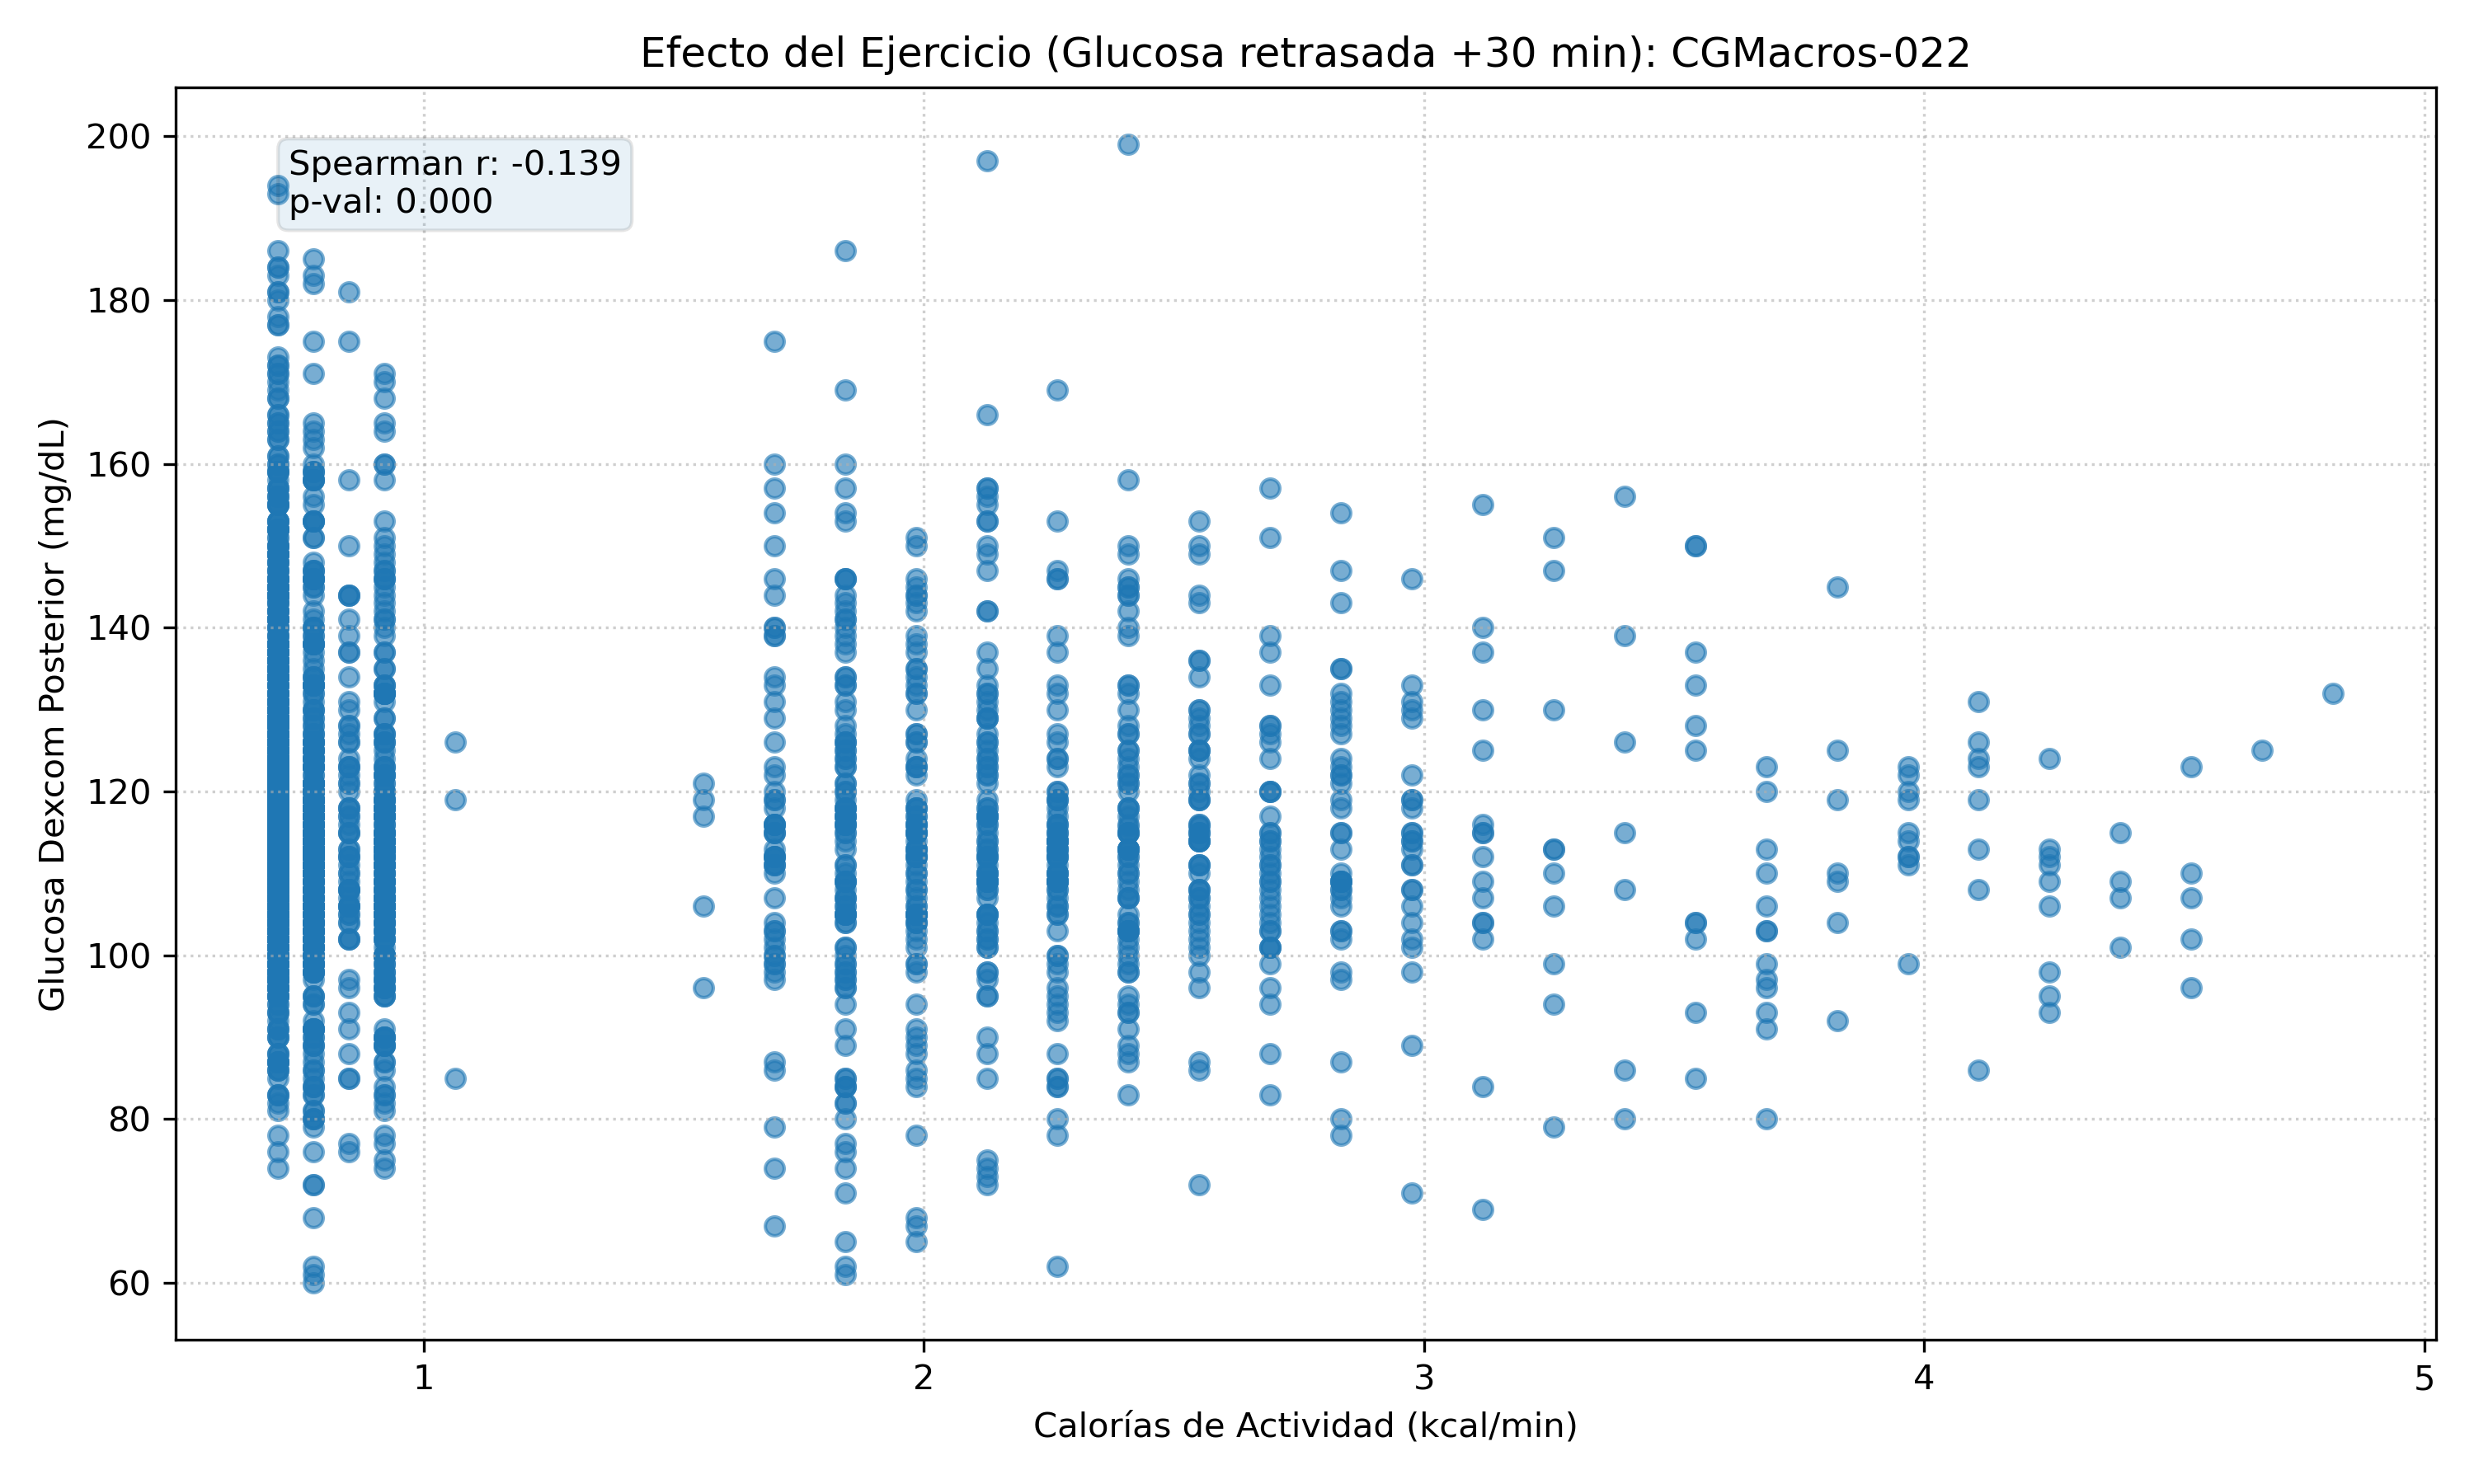 Efecto del Ejercicio (Glucosa retrasada +30 min): CGMacros-022
Spearman r: -0.139
p-val: 0.000
Glucosa Dexcom Posterior (mg/dL)
200
180
160
140
120
100
80
60
1 2 3 4 5
Calorías de Actividad (kcal/min)